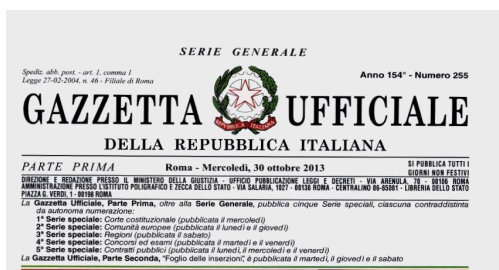 SERIE GENERALE
Spediz. abb. post. - art. 1, comma 1
Legge 27-02-2004, n. 46 - Filiale di Roma
Anno 154° - Numero 255
GAZZETTA UFFICIALE
REPVBBLICA ITALIANA
DELLA REPUBBLICA ITALIANA
PARTE PRIMA
Roma - Mercoledì, 30 ottobre 2013
SI PUBBLICA TUTTI I
GIORNI NON FESTIVI
DIREZIONE E REDAZIONE PRESSO IL MINISTERO DELLA GIUSTIZIA - UFFICIO PUBBLICAZIONE LEGGI E DECRETI - VIA ARENULA, 70 - 00186 ROMA
AMMINISTRAZIONE PRESSO L'ISTITUTO POLIGRAFICO E ZECCA DELLO STATO - VIA SALARIA, 1027 - 00138 ROMA - CENTRALINO 06-85081 - LIBRERIA DELLO STATO
PIAZZA G. VERDI, 1 - 00198 ROMA
La Gazzetta Ufficiale, Parte Prima, oltre alla Serie Generale, pubblica cinque Serie speciali, ciascuna contraddistinta
da autonoma numerazione:
1ª Serie speciale: Corte costituzionale (pubblicata il mercoledì)
2ª Serie speciale: Comunità europee (pubblicata il lunedì e il giovedì)
3ª Serie speciale: Regioni (pubblicata il sabato)
4ª Serie speciale: Concorsi ed esami (pubblicata il martedì e il venerdì)
5ª Serie speciale: Contratti pubblici (pubblicata il lunedì, il mercoledì e il venerdì)
La Gazzetta Ufficiale, Parte Seconda, "Foglio delle inserzioni", è pubblicata il martedì, il giovedì e il sabato